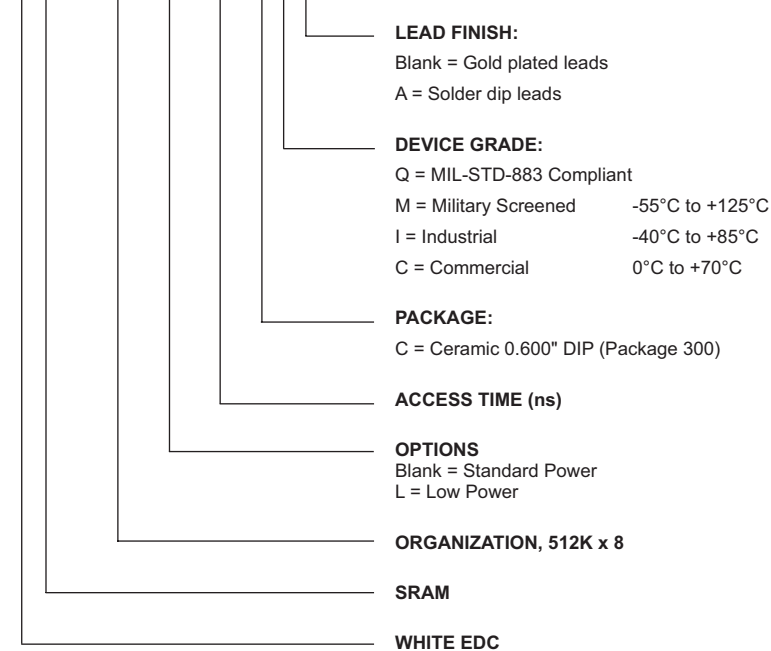 LEAD FINISH:
Blank = Gold plated leads
A = Solder dip leads
DEVICE GRADE:
Q = MIL-STD-883 Compliant
M = Military Screened -55°C to +125°C
I = Industrial -40°C to +85°C
C = Commercial 0°C to +70°C
PACKAGE:
C = Ceramic 0.600" DIP (Package 300)
ACCESS TIME (ns)
OPTIONS
Blank = Standard Power
L = Low Power
ORGANIZATION, 512K x 8
SRAM
WHITE EDC